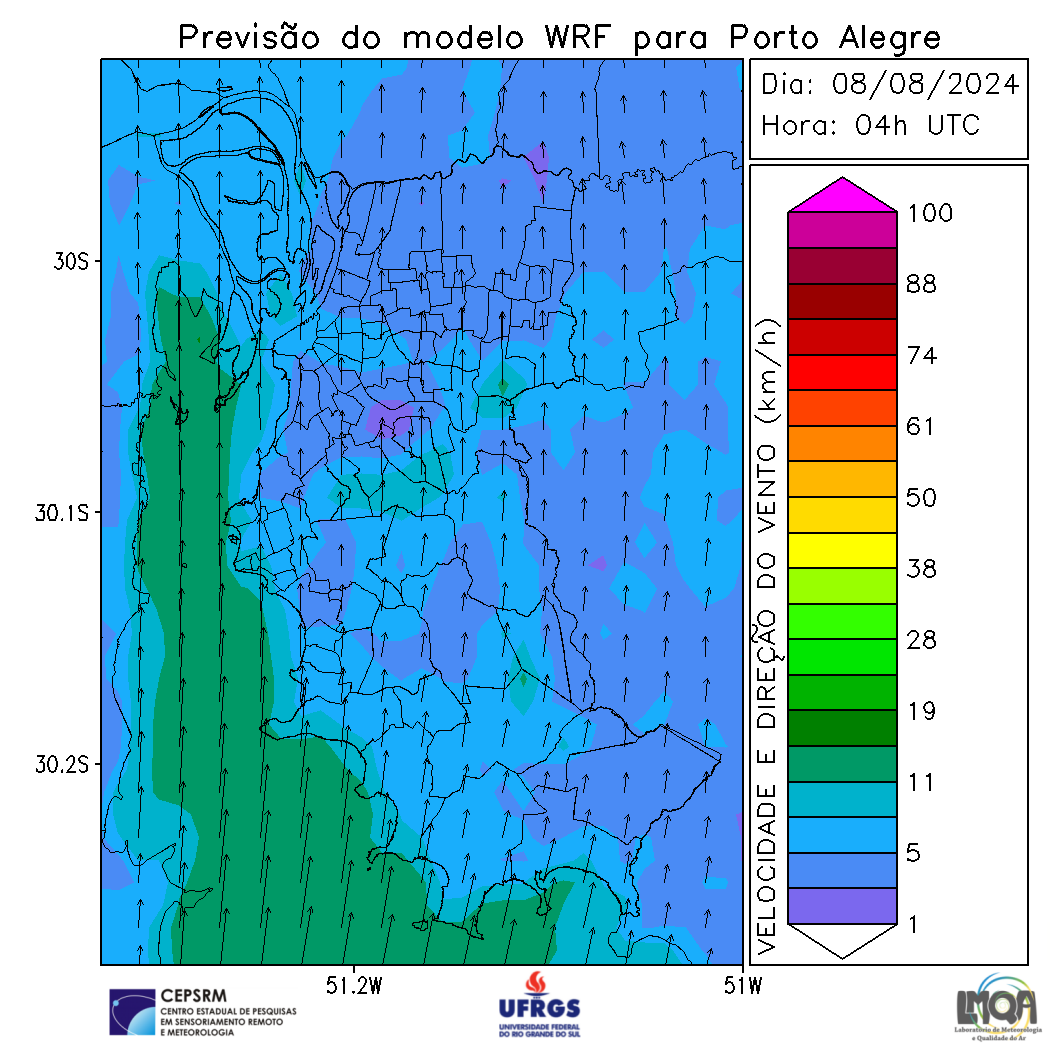 Previsão do modelo WRF para Porto Alegre
Dia: 08/08/2024
Hora: 04h UTC
30S
30.1S
30.2S
51.2W
51W
VELOCIDADE E DIREÇÃO DO VENTO (km/h)
100
88
74
61
50
38
28
19
11
5
1
CEPSRM
CENTRO ESTADUAL DE PESQUISAS
EM SENSORIAMENTO REMOTO
E METEOROLOGIA
UFRGS
UNIVERSIDADE FEDERAL
DO RIO GRANDE DO SUL
LMQA
Laboratório de Meteorologia
e Qualidade do Ar